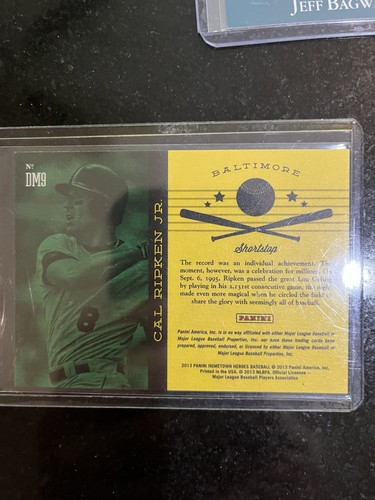 JEFF BAGW
No
DM9
CAL RIPKEN JR.
8
BALTIMORE
Shortstop
The record was an individual achievement. The
moment, however, was a celebration for millions. On
Sept. 6, 1995, Ripken passed the great Lou Gehrig
by playing in his 2,131st consecutive game, the night
made even more magical when he circled the field to
share the glory with seemingly all of baseball.
PANINI
Panini America, Inc. is in no way affiliated with either Major League Baseball or
Major League Baseball Properties, Inc. nor have these trading cards been
prepared, approved, endorsed, or licensed by either Major League Baseball or
Major League Baseball Properties, Inc.
2013 PANINI HOMETOWN HEROES BASEBALL © 2013 Panini America, Inc.
Printed in the USA. © 2013 MLBPA. Official Licensee –
Major League Baseball Players Association